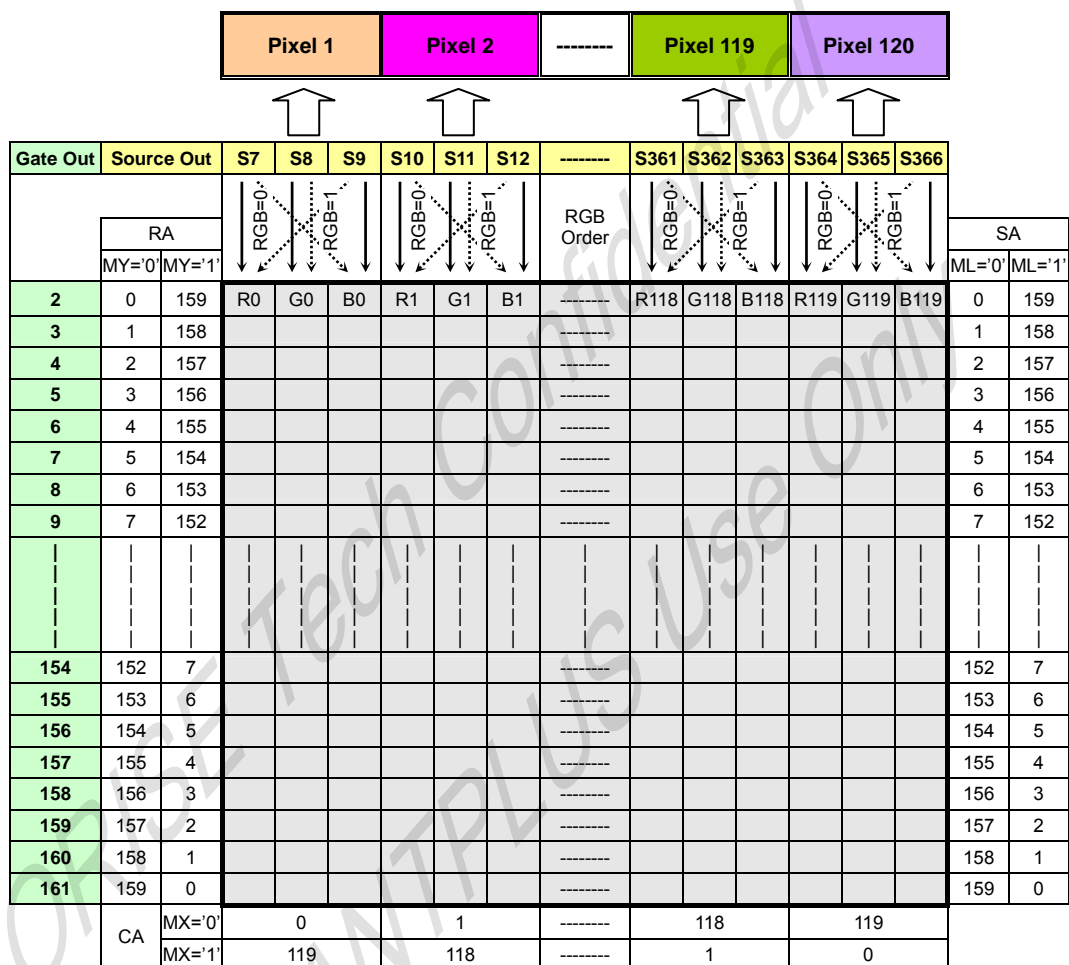 Pixel 1 Pixel 2 -------- Pixel 119 Pixel 120
Gate Out Source Out S7 S8 S9 S10 S11 S12 -------- S361 S362 S363 S364 S365 S366
RGB=0 RGB=1 RGB=0 RGB=1 RGB Order RGB=0 RGB=1 RGB=0 RGB=1
RA SA
MY='0' MY='1' ML='0' ML='1'
2 0 159 R0 G0 B0 R1 G1 B1 -------- R118 G118 B118 R119 G119 B119 0 159
3 1 158 -------- 1 158
4 2 157 -------- 2 157
5 3 156 -------- 3 156
6 4 155 -------- 4 155
7 5 154 -------- 5 154
8 6 153 -------- 6 153
9 7 152 -------- 7 152
154 152 7 -------- 152 7
155 153 6 -------- 153 6
156 154 5 -------- 154 5
157 155 4 -------- 155 4
158 156 3 -------- 156 3
159 157 2 -------- 157 2
160 158 1 -------- 158 1
161 159 0 -------- 159 0
CA MX='0' 0 1 -------- 118 119
MX='1' 119 118 -------- 1 0
ORISE Tech Confidential
ANTPLUS Use Only